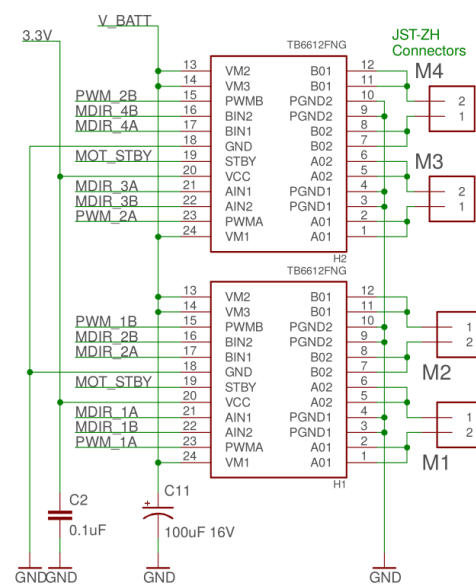 V_BATT
3.3V
TB6612FNG
JST-ZH
Connectors
13 VM2 B01 12
14 VM3 B01 11
M4
PWM_2B 15 PWMB PGND2 10
2
MDIR_4B 16 BIN2 PGND2 9
1
MDIR_4A 17 BIN1 B02 8
18 GND B02 7
MOT_STBY 19 STBY A02 6
M3
20 VCC A02 5
MDIR_3A 21 AIN1 PGND1 4
2
MDIR_3B 22 AIN2 PGND1 3
1
PWM_2A 23 PWMA A01 2
24 VM1 A01 1
H2
TB6612FNG
13 VM2 B01 12
14 VM3 B01 11
PWM_1B 15 PWMB PGND2 10
1
MDIR_2B 16 BIN2 PGND2 9
2
MDIR_2A 17 BIN1 B02 8
18 GND B02 7
M2
MOT_STBY 19 STBY A02 6
20 VCC A02 5
MDIR_1A 21 AIN1 PGND1 4
1
MDIR_1B 22 AIN2 PGND1 3
2
PWM_1A 23 PWMA A01 2
24 VM1 A01 1
M1
H1
C2
0.1uF
C11
+
100uF 16V
GND
GND
GND
GND